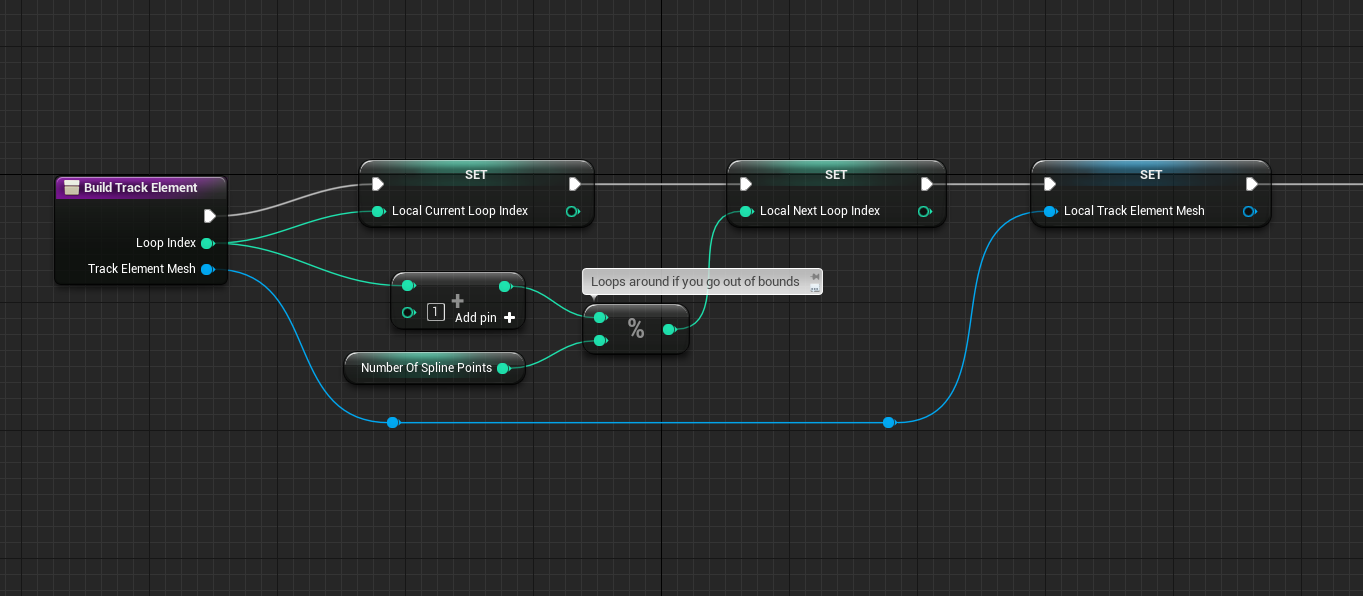 Build Track Element
Loop Index
Track Element Mesh
SET
Local Current Loop Index
1
+
Add pin +
Number Of Spline Points
Loops around if you go out of bounds
%
SET
Local Next Loop Index
SET
Local Track Element Mesh